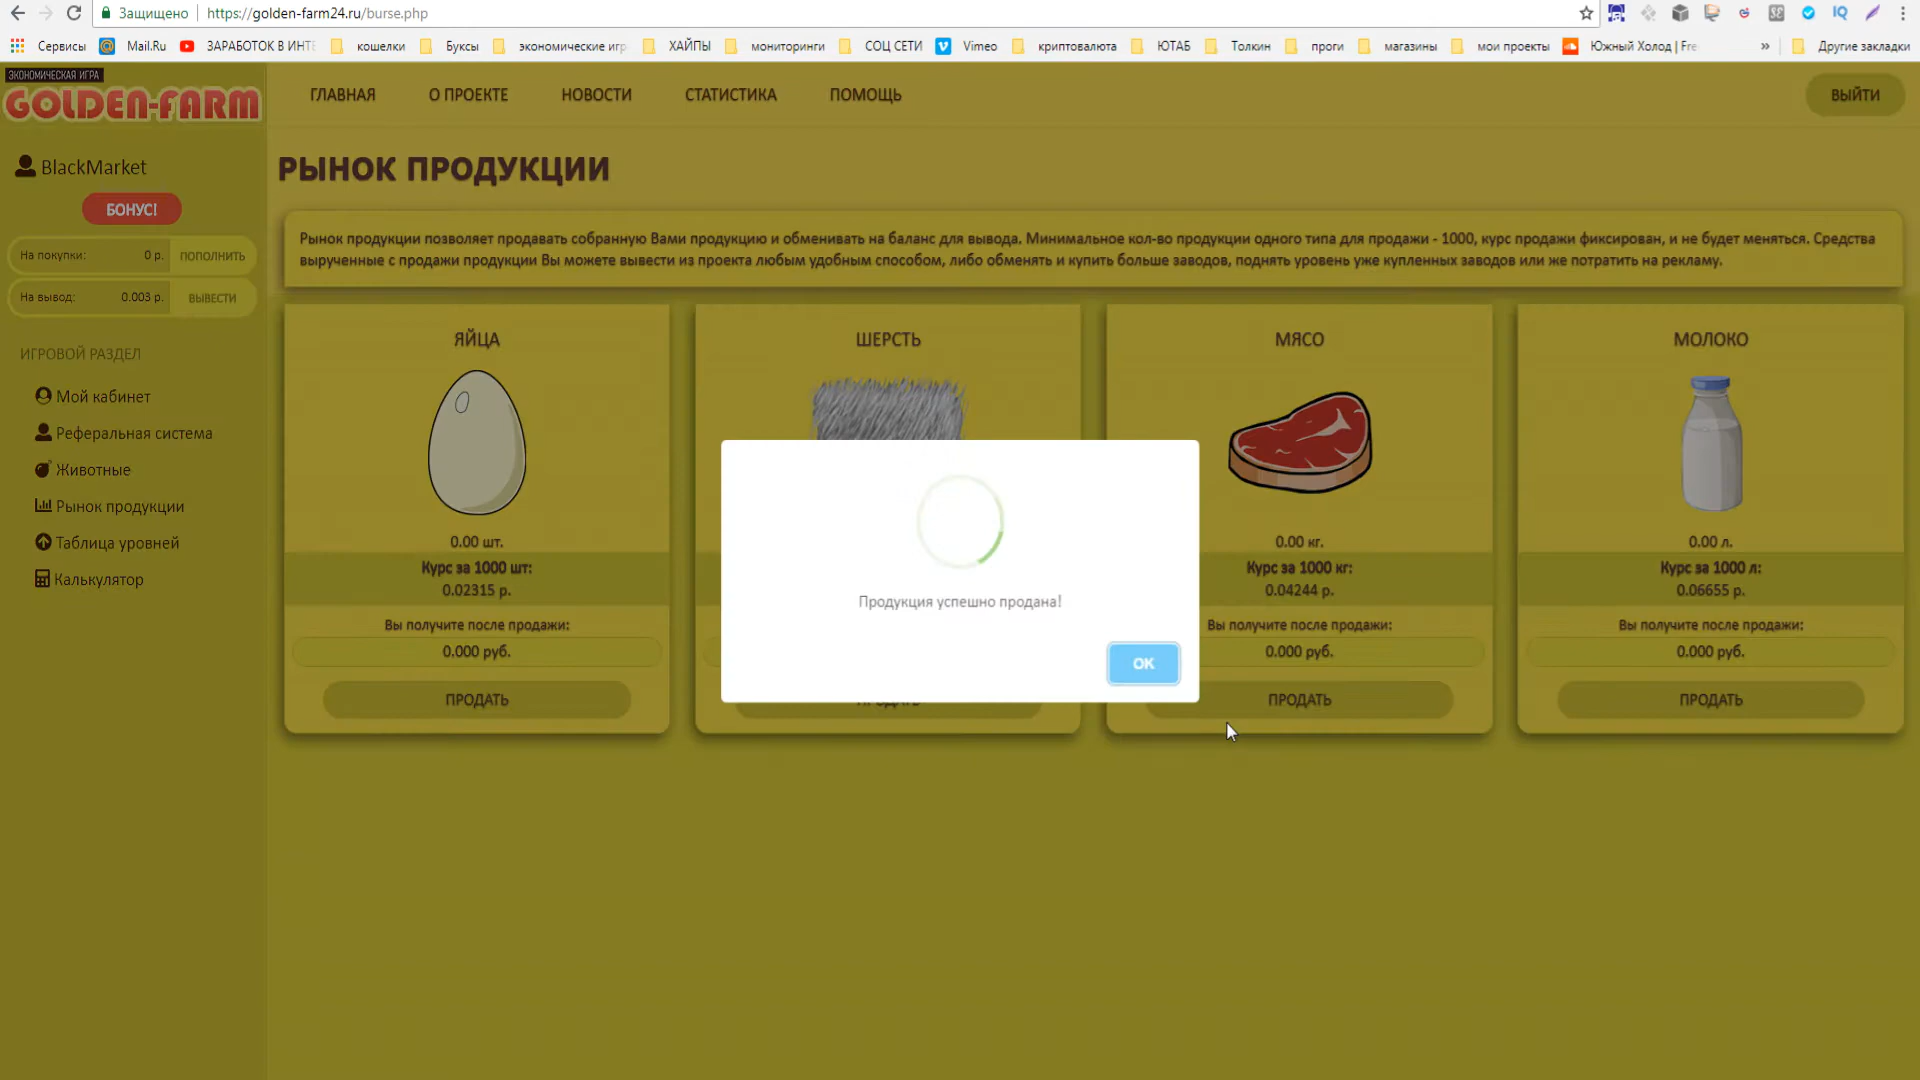 Защищено https://golden-farm24.ru/burse.php
Сервисы Mail.Ru ЗАРАБОТОК В ИНТЕ кошелки Буксы экономические игр ХАЙПЫ мониторинги СОЦ СЕТИ Vimeo криптовалюта ЮТАБ Толкин проги магазины мои проекты Южный Холод | Fre » Другие закладки
ЭКОНОМИЧЕСКАЯ ИГРА
GOLDEN-FARM
ГЛАВНАЯ О ПРОЕКТЕ НОВОСТИ СТАТИСТИКА ПОМОЩЬ ВЫЙТИ
BlackMarket
БОНУС!
На покупки: 0 р. ПОПОЛНИТЬ
На вывод: 0.003 р. ВЫВЕСТИ
ИГРОВОЙ РАЗДЕЛ
Мой кабинет
Реферальная система
Животные
Рынок продукции
Таблица уровней
Калькулятор
РЫНОК ПРОДУКЦИИ
Рынок продукции позволяет продавать собранную Вами продукцию и обменивать на баланс для вывода. Минимальное кол-во продукции одного типа для продажи - 1000, курс продажи фиксирован, и не будет меняться. Средства
вырученные с продажи продукции Вы можете вывести из проекта любым удобным способом, либо обменять и купить больше заводов, поднять уровень уже купленных заводов или же потратить на рекламу.
ЯЙЦА
0.00 шт.
Курс за 1000 шт:
0.02315 р.
Вы получите после продажи:
0.000 руб.
ПРОДАТЬ
ШЕРСТЬ
ПРОДАТЬ
МЯСО
0.00 кг.
Курс за 1000 кг:
0.04244 р.
Вы получите после продажи:
0.000 руб.
ПРОДАТЬ
МОЛОКО
0.00 л.
Курс за 1000 л:
0.06655 р.
Вы получите после продажи:
0.000 руб.
ПРОДАТЬ
Продукция успешно продана!
OK